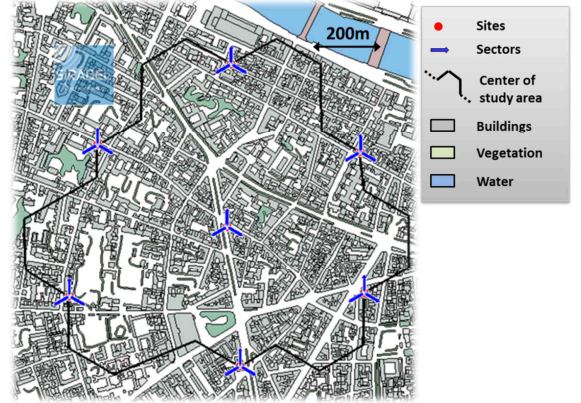 200m
SIRADEL
Sites
Sectors
Center of
study area
Buildings
Vegetation
Water